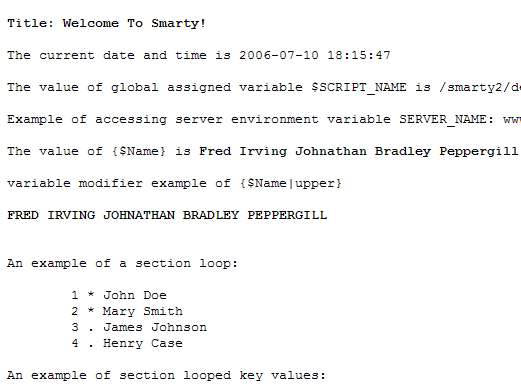 Title: Welcome To Smarty!
The current date and time is 2006-07-10 18:15:47
The value of global assigned variable $SCRIPT_NAME is /smarty2/d
Example of accessing server environment variable SERVER_NAME: www
The value of {$Name} is Fred Irving Johnathan Bradley Peppergill
variable modifier example of {$Name|upper}
FRED IRVING JOHNATHAN BRADLEY PEPPERGILL
An example of a section loop:
1 * John Doe
2 * Mary Smith
3 . James Johnson
4 . Henry Case
An example of section looped key values: